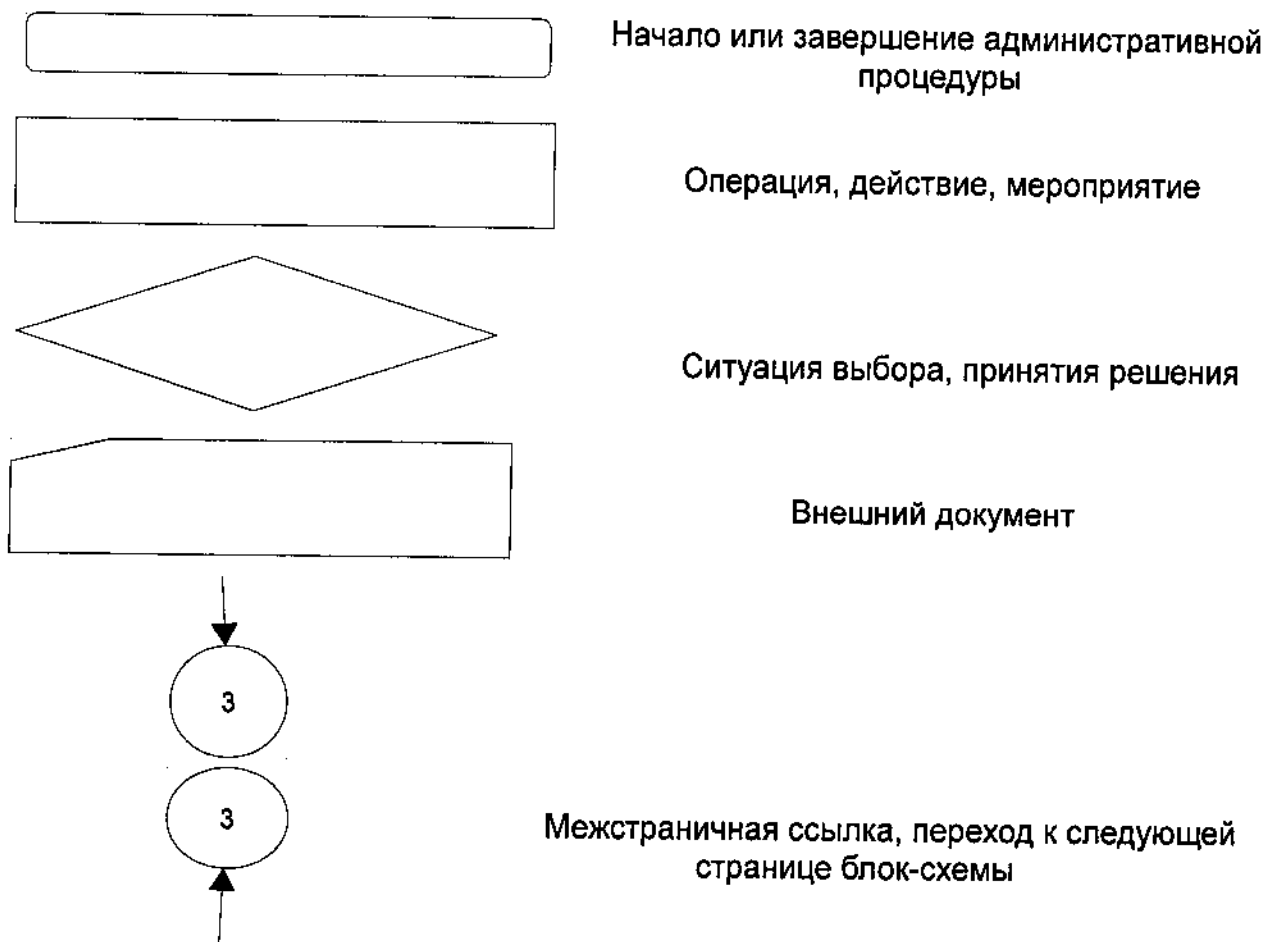 Начало или завершение административной
процедуры
Операция, действие, мероприятие
Ситуация выбора, принятия решения
Внешний документ
3
3
Межстраничная ссылка, переход к следующей
странице блок-схемы